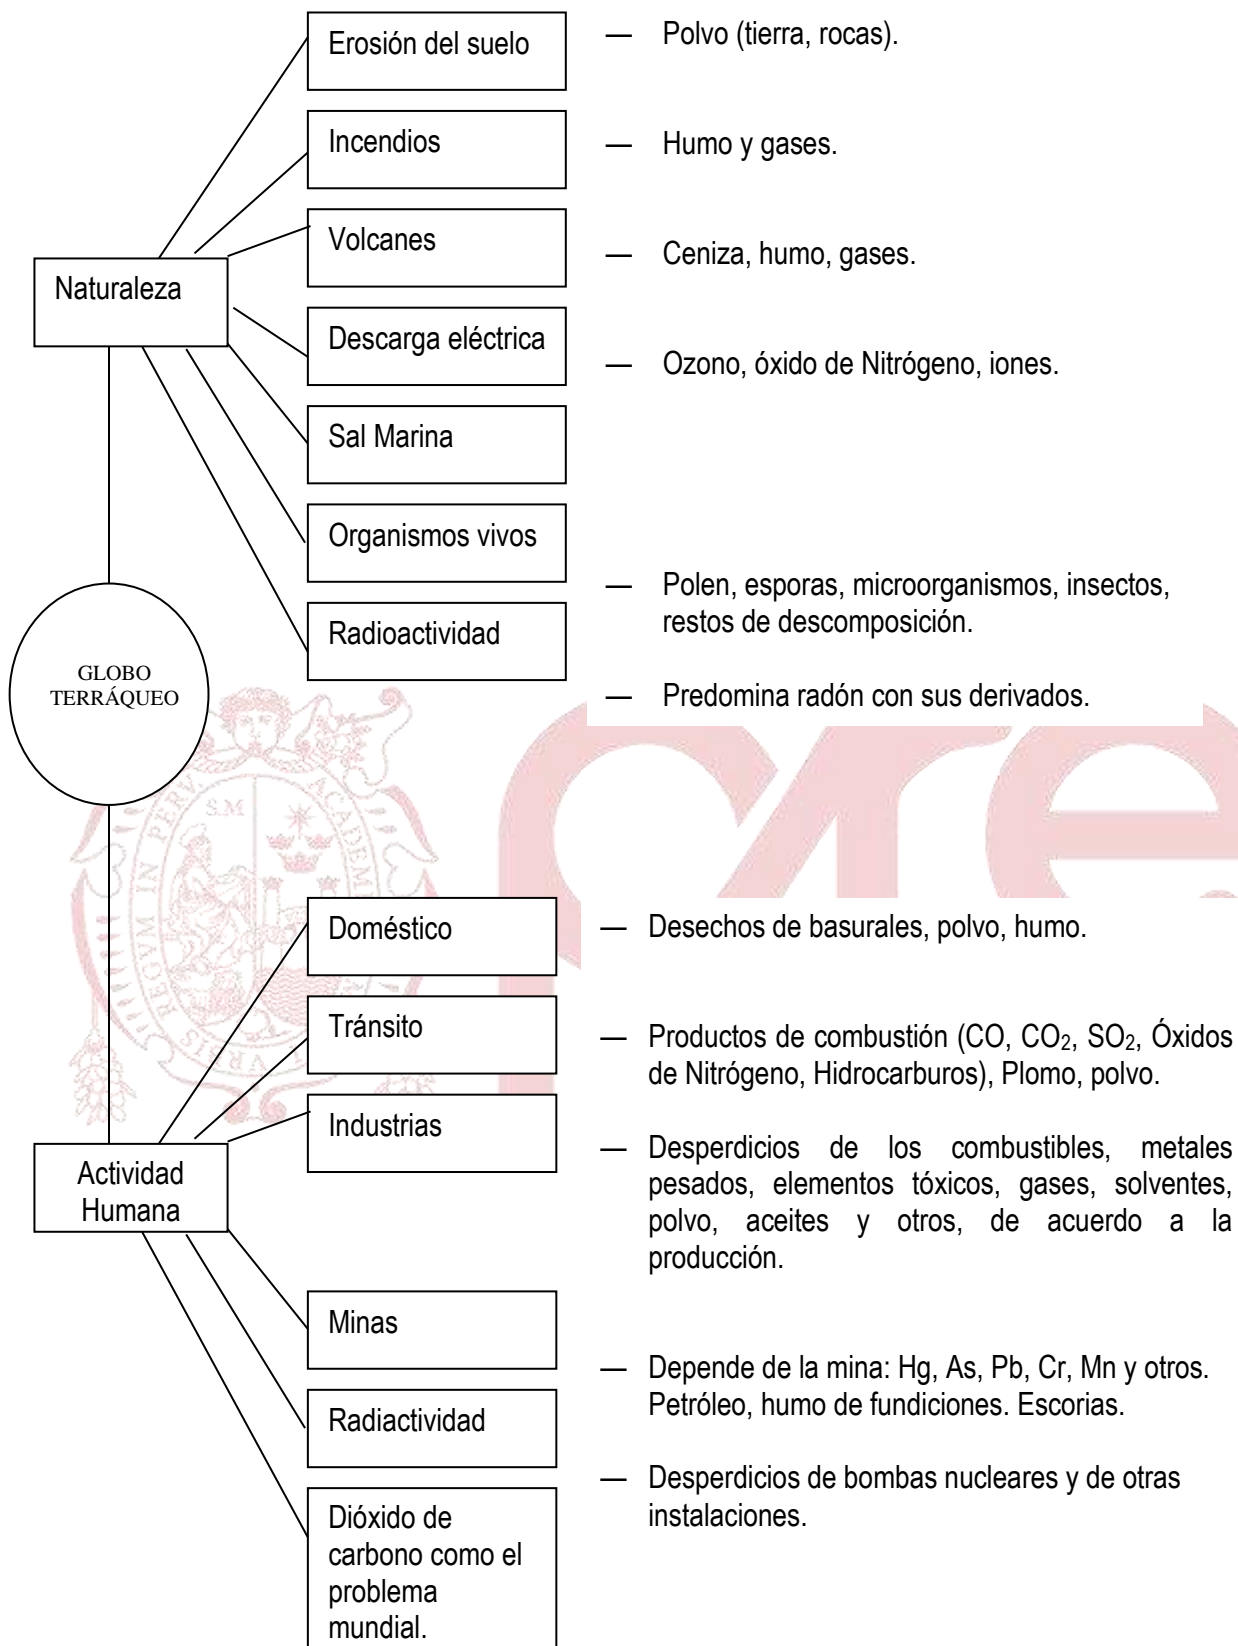 Erosión del suelo
— Polvo (tierra, rocas).
Incendios
— Humo y gases.
Volcanes
— Ceniza, humo, gases.
Naturaleza
Descarga eléctrica
— Ozono, óxido de Nitrógeno, iones.
Sal Marina
Organismos vivos
— Polen, esporas, microorganismos, insectos,
restos de descomposición.
Radioactividad
— Predomina radón con sus derivados.
GLOBO
TERRÁQUEO
S.M
ACADEM
IN PERV
REGVM
VRBIS
Doméstico
— Desechos de basurales, polvo, humo.
Tránsito
— Productos de combustión (CO, CO₂, SO₂, Óxidos
de Nitrógeno, Hidrocarburos), Plomo, polvo.
Industrias
— Desperdicios de los combustibles, metales
pesados, elementos tóxicos, gases, solventes,
polvo, aceites y otros, de acuerdo a la
producción.
Actividad
Humana
Minas
— Depende de la mina: Hg, As, Pb, Cr, Mn y otros.
Petróleo, humo de fundiciones. Escorias.
Radiactividad
— Desperdicios de bombas nucleares y de otras
instalaciones.
Dióxido de
carbono como el
problema
mundial.